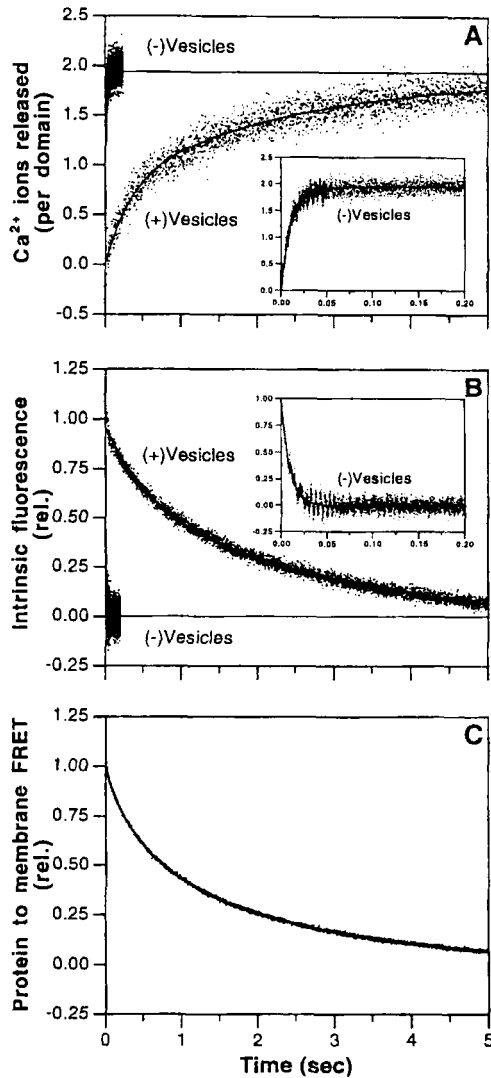 A
(-)Vesicles
Ca2+ ions released
(per domain)
2.5
2.0
1.5
1.0
0.5
0.0
-0.5
(+)Vesicles
2.5
2.0
1.5
1.0
0.5
0.0
(-)Vesicles
0.00 0.05 0.10 0.15 0.20
B
Intrinsic fluorescence
(rel.)
1.25
1.00
0.75
0.50
0.25
0.00
-0.25
(+)Vesicles
1.00
0.75
0.50
0.25
0.00
-0.25
(-)Vesicles
0.00 0.05 0.10 0.15 0.20
(-)Vesicles
C
Protein to membrane FRET
(rel.)
1.25
1.00
0.75
0.50
0.25
0.00
-0.25
0 1 2 3 4 5
Time (sec)